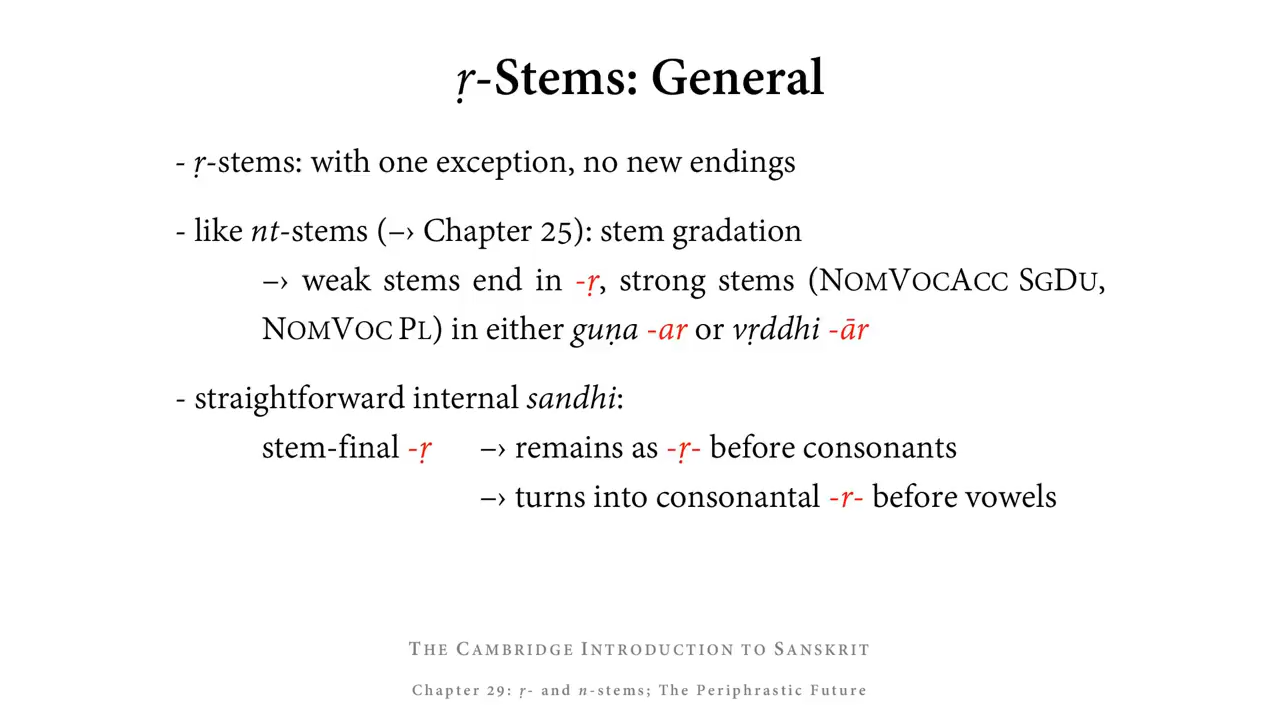 ṛ-Stems: General
- ṛ-stems: with one exception, no new endings
- like nt-stems (–› Chapter 25): stem gradation
–› weak stems end in -ṛ, strong stems (NomVocAcc SgDu,
NomVoc Pl) in either guṇa -ar or vṛddhi -ār
- straightforward internal sandhi:
stem-final -ṛ –› remains as -ṛ- before consonants
–› turns into consonantal -r- before vowels
The Cambridge Introduction to Sanskrit
Chapter 29: ṛ- and n-stems; The Periphrastic Future